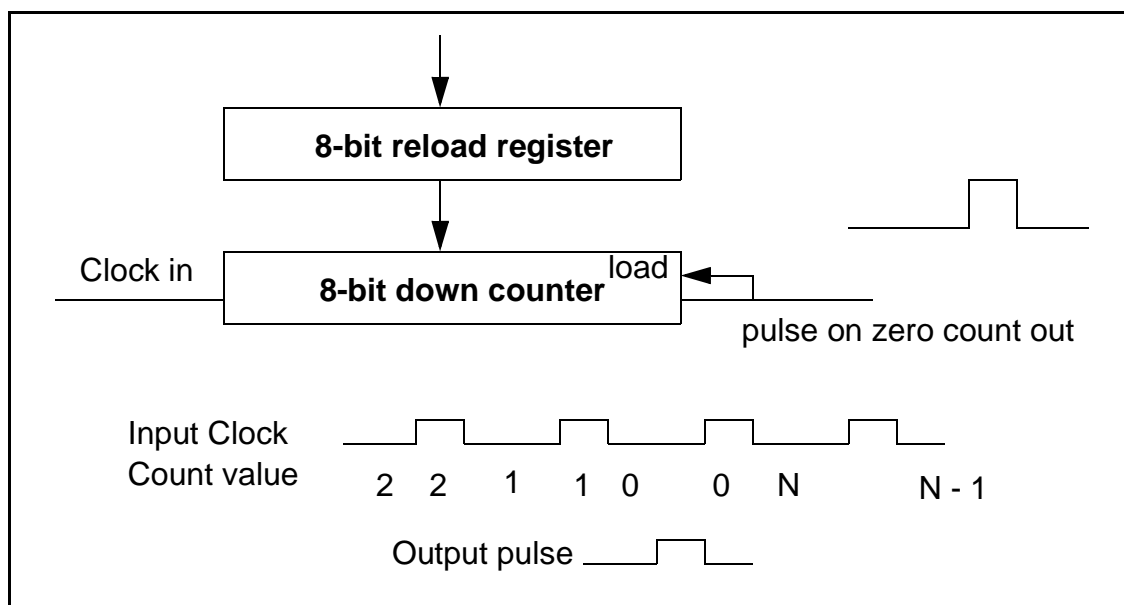 8-bit reload register
Clock in
load
8-bit down counter
pulse on zero count out
Input Clock
Count value
2 2 1 1 0 0 N N - 1
Output pulse